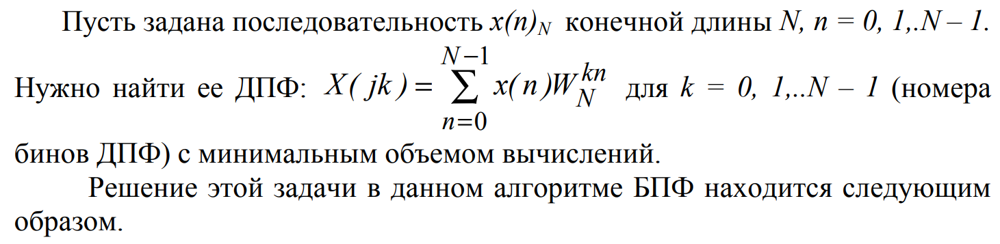 Пусть задана последовательность x(n)_N конечной длины N, n = 0, 1,.N – 1.
Нужно найти ее ДПФ: X( jk ) = \sum_{n=0}^{N-1} x( n )W_N^{kn} для k = 0, 1,..N – 1 (номера
бинов ДПФ) с минимальным объемом вычислений.
Решение этой задачи в данном алгоритме БПФ находится следующим
образом.